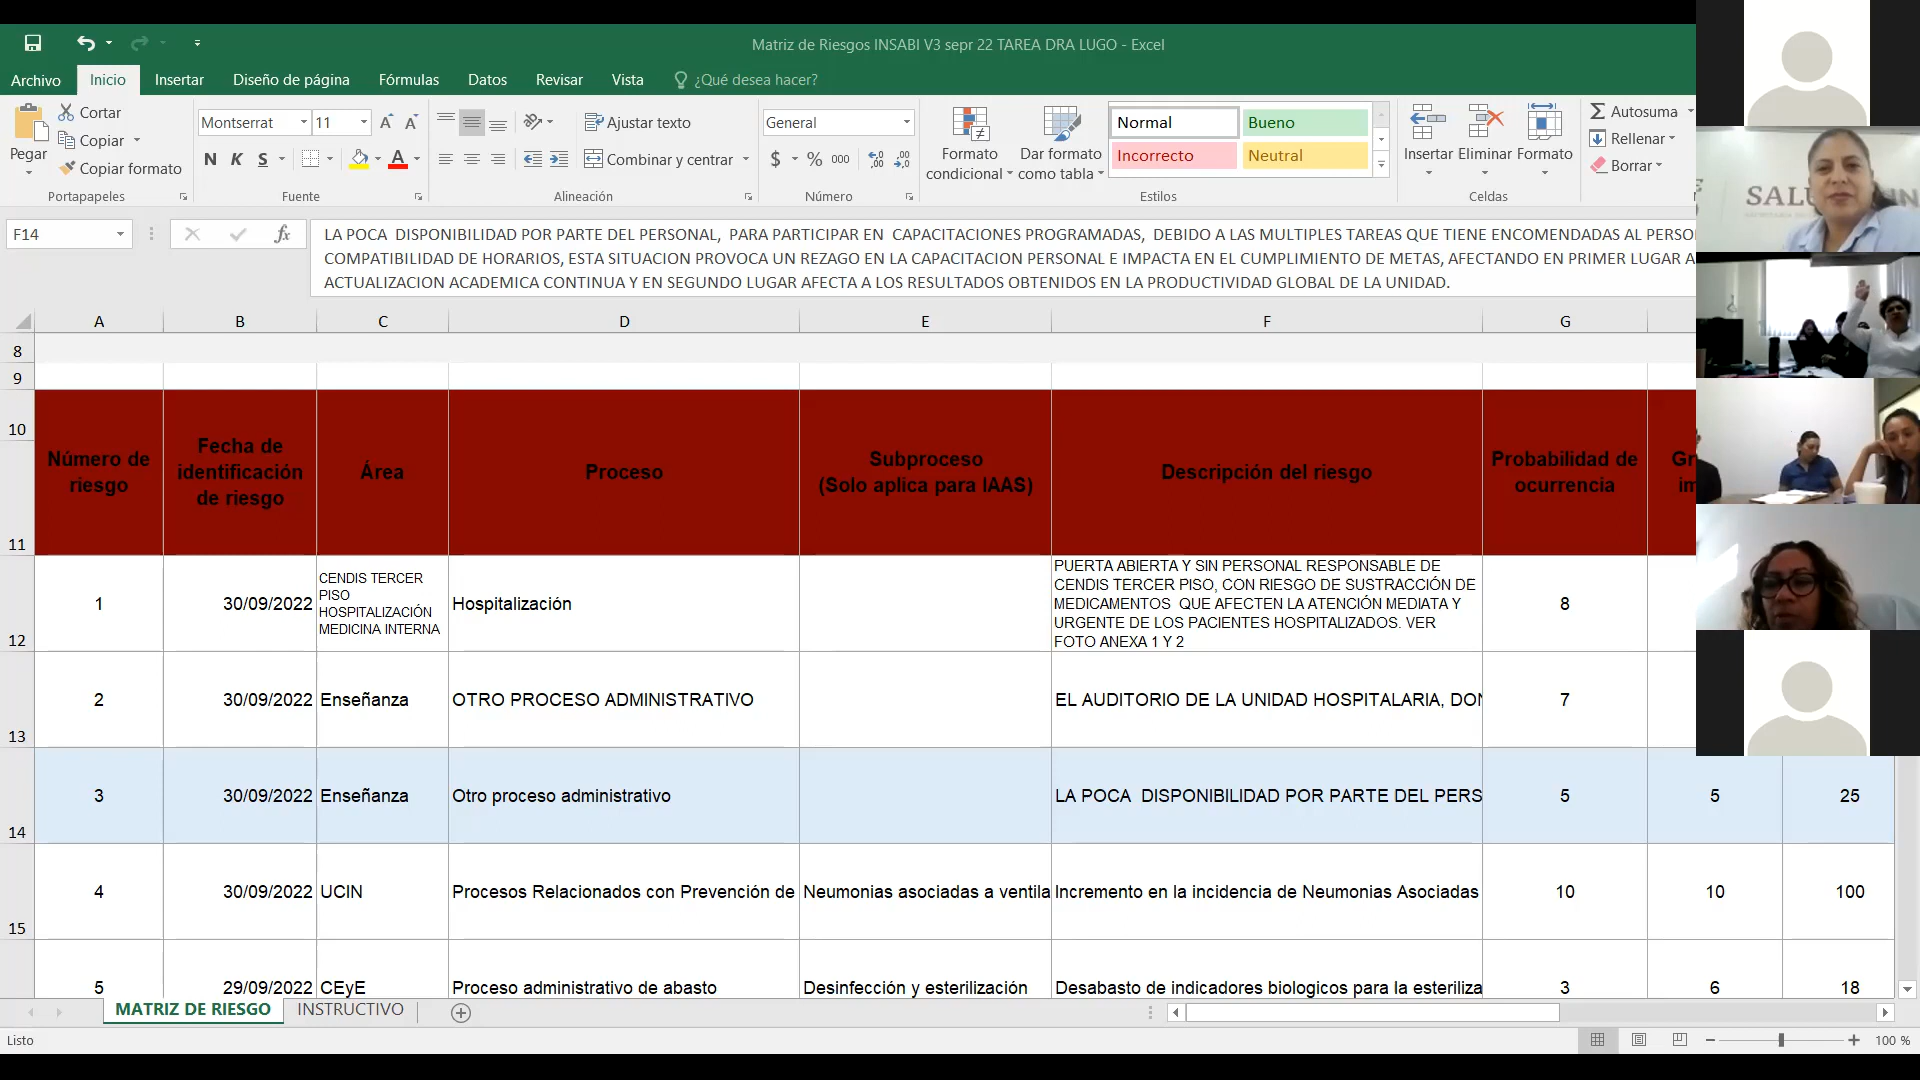 Matriz de Riesgos INSABI V3 sepr 22 TAREA DRA LUGO - Excel
Archivo Inicio Insertar Diseño de página Fórmulas Datos Revisar Vista ¿Qué desea hacer?
Pegar
Cortar
Copiar
Copiar formato
Portapapeles
Montserrat 11
N K S
Fuente
Ajustar texto
Combinar y centrar
Alineación
General
$ % 000
Número
Formato condicional
Dar formato como tabla
Normal Bueno
Incorrecto Neutral
Estilos
Insertar Eliminar Formato
Celdas
Autosuma
Rellenar
Borrar
SALU
F14
fx
LA POCA DISPONIBILIDAD POR PARTE DEL PERSONAL, PARA PARTICIPAR EN CAPACITACIONES PROGRAMADAS, DEBIDO A LAS MULTIPLES TAREAS QUE TIENE ENCOMENDADAS AL PERSO
COMPATIBILIDAD DE HORARIOS, ESTA SITUACION PROVOCA UN REZAGO EN LA CAPACITACION PERSONAL E IMPACTA EN EL CUMPLIMIENTO DE METAS, AFECTANDO EN PRIMER LUGAR A
ACTUALIZACION ACADEMICA CONTINUA Y EN SEGUNDO LUGAR AFECTA A LOS RESULTADOS OBTENIDOS EN LA PRODUCTIVIDAD GLOBAL DE LA UNIDAD.
A B C D E F G
8
9
10
11
Número de riesgo
Fecha de identificación de riesgo
Área
Proceso
Subproceso
(Solo aplica para IAAS)
Descripción del riesgo
Probabilidad de ocurrencia
Gr
im
12
1 30/09/2022
CENDIS TERCER
PISO
HOSPITALIZACIÓN
MEDICINA INTERNA
Hospitalización
PUERTA ABIERTA Y SIN PERSONAL RESPONSABLE DE
CENDIS TERCER PISO, CON RIESGO DE SUSTRACCIÓN DE
MEDICAMENTOS QUE AFECTEN LA ATENCIÓN MEDIATA Y
URGENTE DE LOS PACIENTES HOSPITALIZADOS. VER
FOTO ANEXA 1 Y 2
8
13
2 30/09/2022 Enseñanza OTRO PROCESO ADMINISTRATIVO EL AUDITORIO DE LA UNIDAD HOSPITALARIA, DON 7
14
3 30/09/2022 Enseñanza Otro proceso administrativo LA POCA DISPONIBILIDAD POR PARTE DEL PERS 5 5 25
15
4 30/09/2022 UCIN Procesos Relacionados con Prevención de Neumonias asociadas a ventila Incremento en la incidencia de Neumonias Asociadas 10 10 100
5 29/09/2022 CEyE Proceso administrativo de abasto Desinfección y esterilización Desabasto de indicadores biologicos para la esteriliza 3 6 18
MATRIZ DE RIESGO INSTRUCTIVO
Listo
100 %